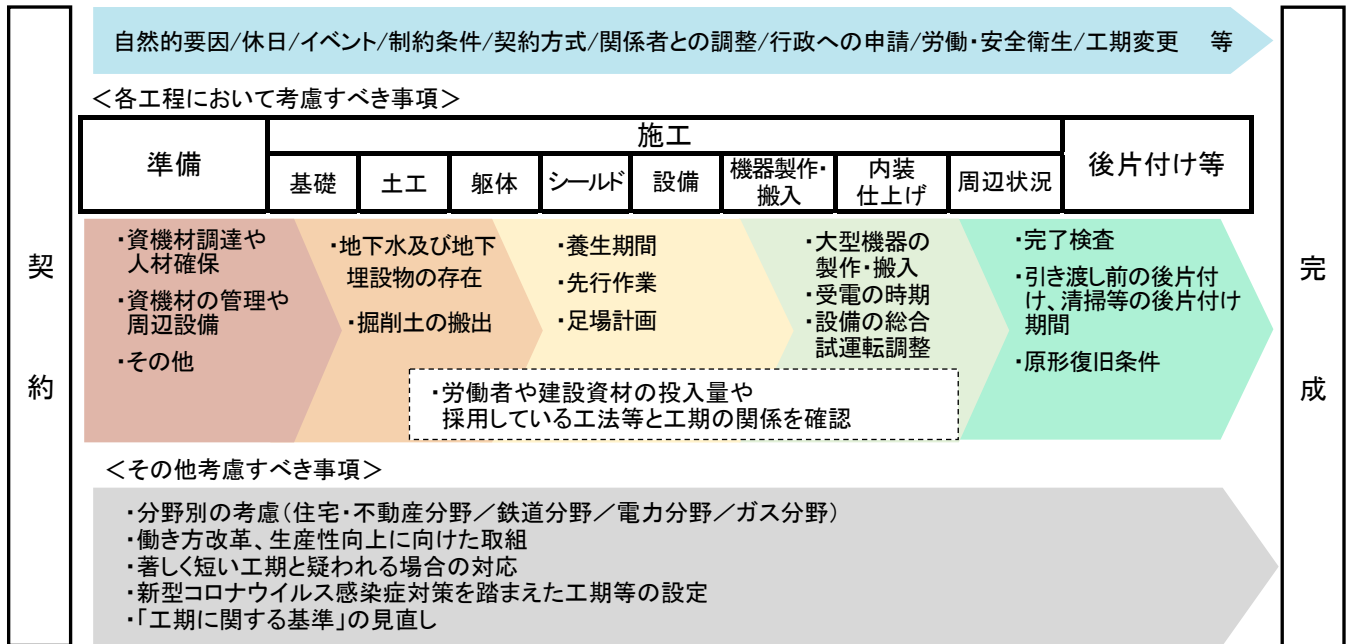 自然的要因/休日/イベント/制約条件/契約方式/関係者との調整/行政への申請/労働・安全衛生/工期変更　等
＜各工程において考慮すべき事項＞
準備
施工
後片付け等
基礎
土工
躯体
シールド
設備
機器製作・
搬入
内装
仕上げ
周辺状況
契
約
・資機材調達や
人材確保
・資機材の管理や
周辺設備
・その他
・地下水及び地下
埋設物の存在
・掘削土の搬出
・養生期間
・先行作業
・足場計画
・大型機器の
製作・搬入
・受電の時期
・設備の総合
試運転調整
・完了検査
・引き渡し前の後片付
け、清掃等の後片付け
期間
・原形復旧条件
・労働者や建設資材の投入量や
採用している工法等と工期の関係を確認
完
成
＜その他考慮すべき事項＞
・分野別の考慮（住宅・不動産分野／鉄道分野／電力分野／ガス分野）
・働き方改革、生産性向上に向けた取組
・著しく短い工期と疑われる場合の対応
・新型コロナウイルス感染症対策を踏まえた工期等の設定
・「工期に関する基準」の見直し